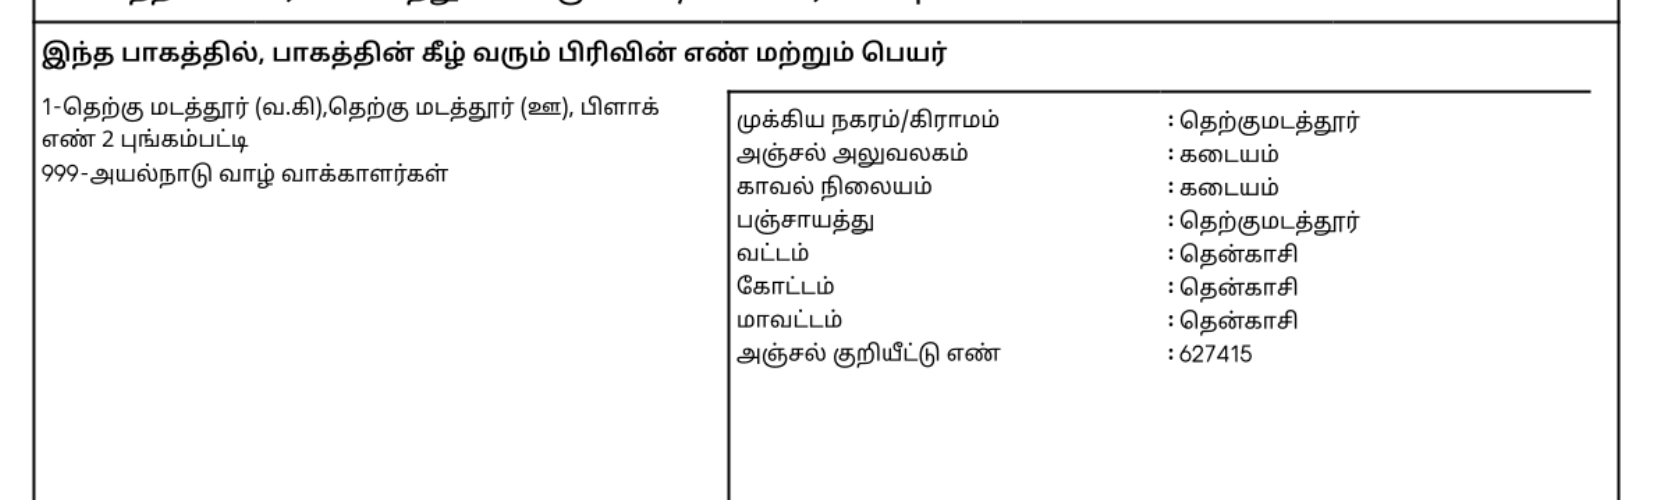 இந்த பாகத்தில், பாகத்தின் கீழ் வரும் பிரிவின் எண் மற்றும் பெயர்
1-தெற்கு மடத்தூர் (வ.கி),தெற்கு மடத்தூர் (ஊ), பிளாக்
எண் 2 புங்கம்பட்டி
999-அயல்நாடு வாழ் வாக்காளர்கள்
முக்கிய நகரம்/கிராமம் : தெற்குமடத்தூர்
அஞ்சல் அலுவலகம் : கடையம்
காவல் நிலையம் : கடையம்
பஞ்சாயத்து : தெற்குமடத்தூர்
வட்டம் : தென்காசி
கோட்டம் : தென்காசி
மாவட்டம் : தென்காசி
அஞ்சல் குறியீட்டு எண் : 627415